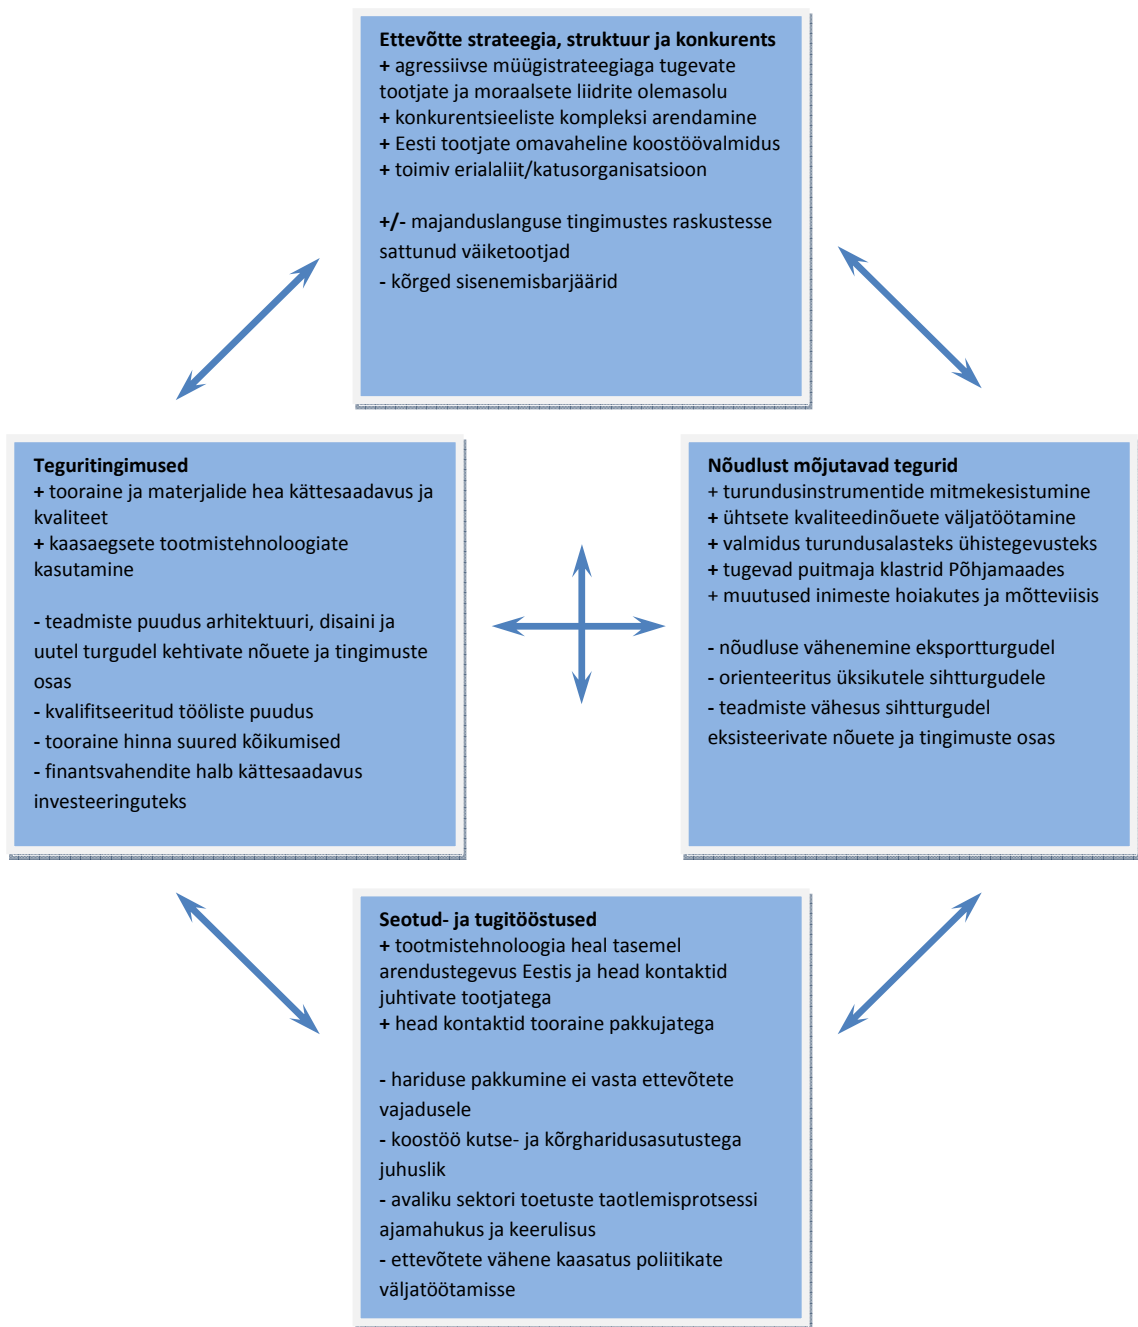 Ettevõtte strateegia, struktuur ja konkurents
+ agressiivse müügistrateegiaga tugevate
tootjate ja moraalsete liidrite olemasolu
+ konkurentsieeliste kompleksi arendamine
+ Eesti tootjate omavaheline koostöövalmidus
+ toimiv erialaliit/katusorganisatsioon
+/- majanduslanguse tingimustes raskustesse
sattunud väiketootjad
- kõrged sisenemisbarjäärid
Teguritingimused
+ tooraine ja materjalide hea kättesaadavus ja
kvaliteet
+ kaasaegsete tootmistehnoloogiate
kasutamine
- teadmiste puudus arhitektuuri, disaini ja
uutel turgudel kehtivate nõuete ja tingimuste
osas
- kvalifitseeritud tööliste puudus
- tooraine hinna suured kõikumised
- finantsvahendite halb kättesaadavus
investeeringuteks
Nõudlust mõjutavad tegurid
+ turundusinstrumentide mitmekesistumine
+ ühtsete kvaliteedinõuete väljatöötamine
+ valmidus turundusalasteks ühistegevusteks
+ tugevad puitmaja klastrid Põhjamaades
+ muutused inimeste hoiakutes ja mõtteviisis
- nõudluse vähenemine eksportturgudel
- orienteeritus üksikutele sihtturgudele
- teadmiste vähesus sihtturgudel
eksisteerivate nõuete ja tingimuste osas
Seotud- ja tugitööstused
+ tootmistehnoloogia heal tasemel
arendustegevus Eestis ja head kontaktid
juhtivate tootjatega
+ head kontaktid tooraine pakkujatega
- hariduse pakkumine ei vasta ettevõtete
vajadusele
- koostöö kutse- ja kõrgharidusasutustega
juhuslik
- avaliku sektori toetuste taotlemisprotsessi
ajamahukus ja keerulisus
- ettevõtete vähene kaasatus poliitikate
väljatöötamisse